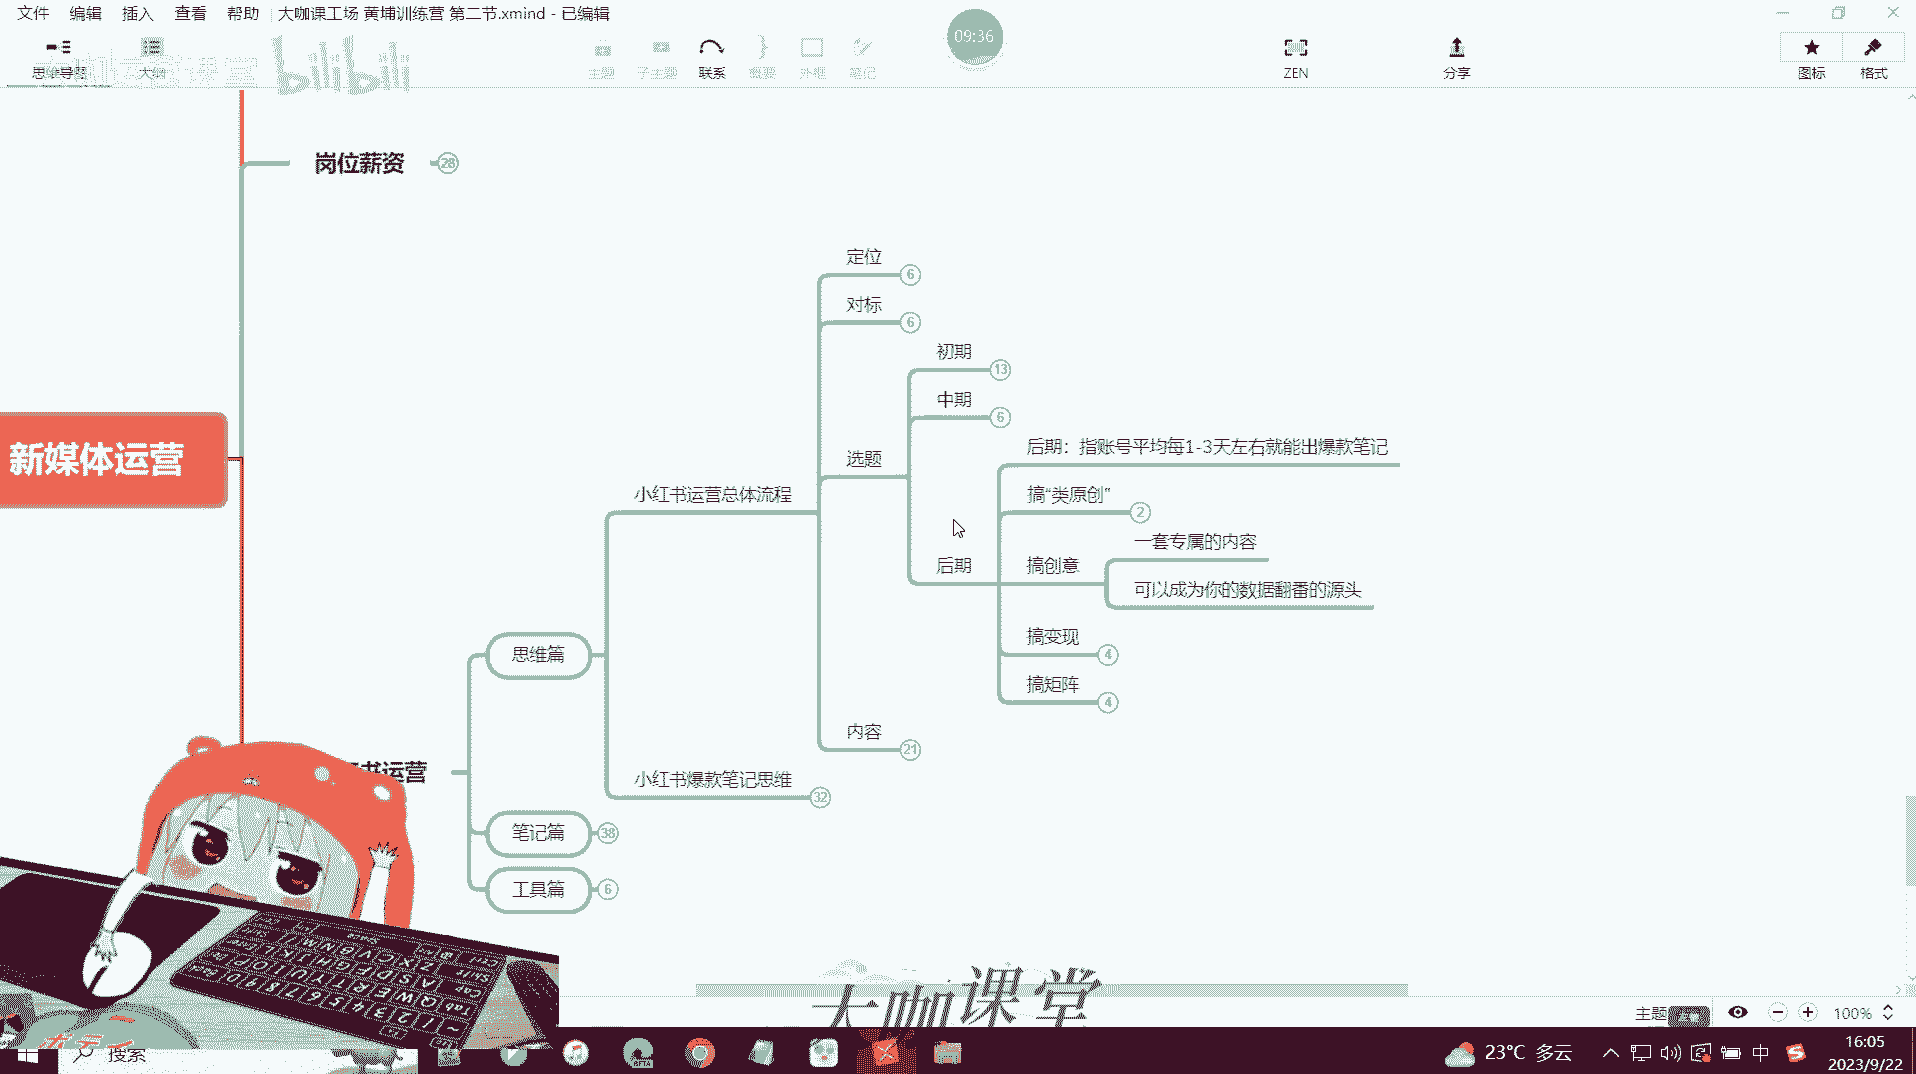 文件 编辑 插入 查看 帮助 大咖课工场 黄埔训练营 第二节.xmind - 已编辑
思维导图 大纲 主题 子主题 联系 概要 外框 笔记 09:36 ZEN 分享 图标 格式
bilibili
岗位薪资 28
定位 6
对标 6
初期 13
中期 6
后期：指账号平均每1-3天左右就能出爆款笔记
新媒体运营
选题
小红书运营总体流程
搞“类原创” 2
一套专属的内容
后期
搞创意
可以成为你的数据翻番的源头
搞变现 4
思维篇
搞矩阵 4
内容 21
书运营
小红书爆款笔记思维 32
笔记篇 38
工具篇 6
大咖课堂
主题 100%
搜索
BETA
23°C 多云
中
16:05
2023/9/22